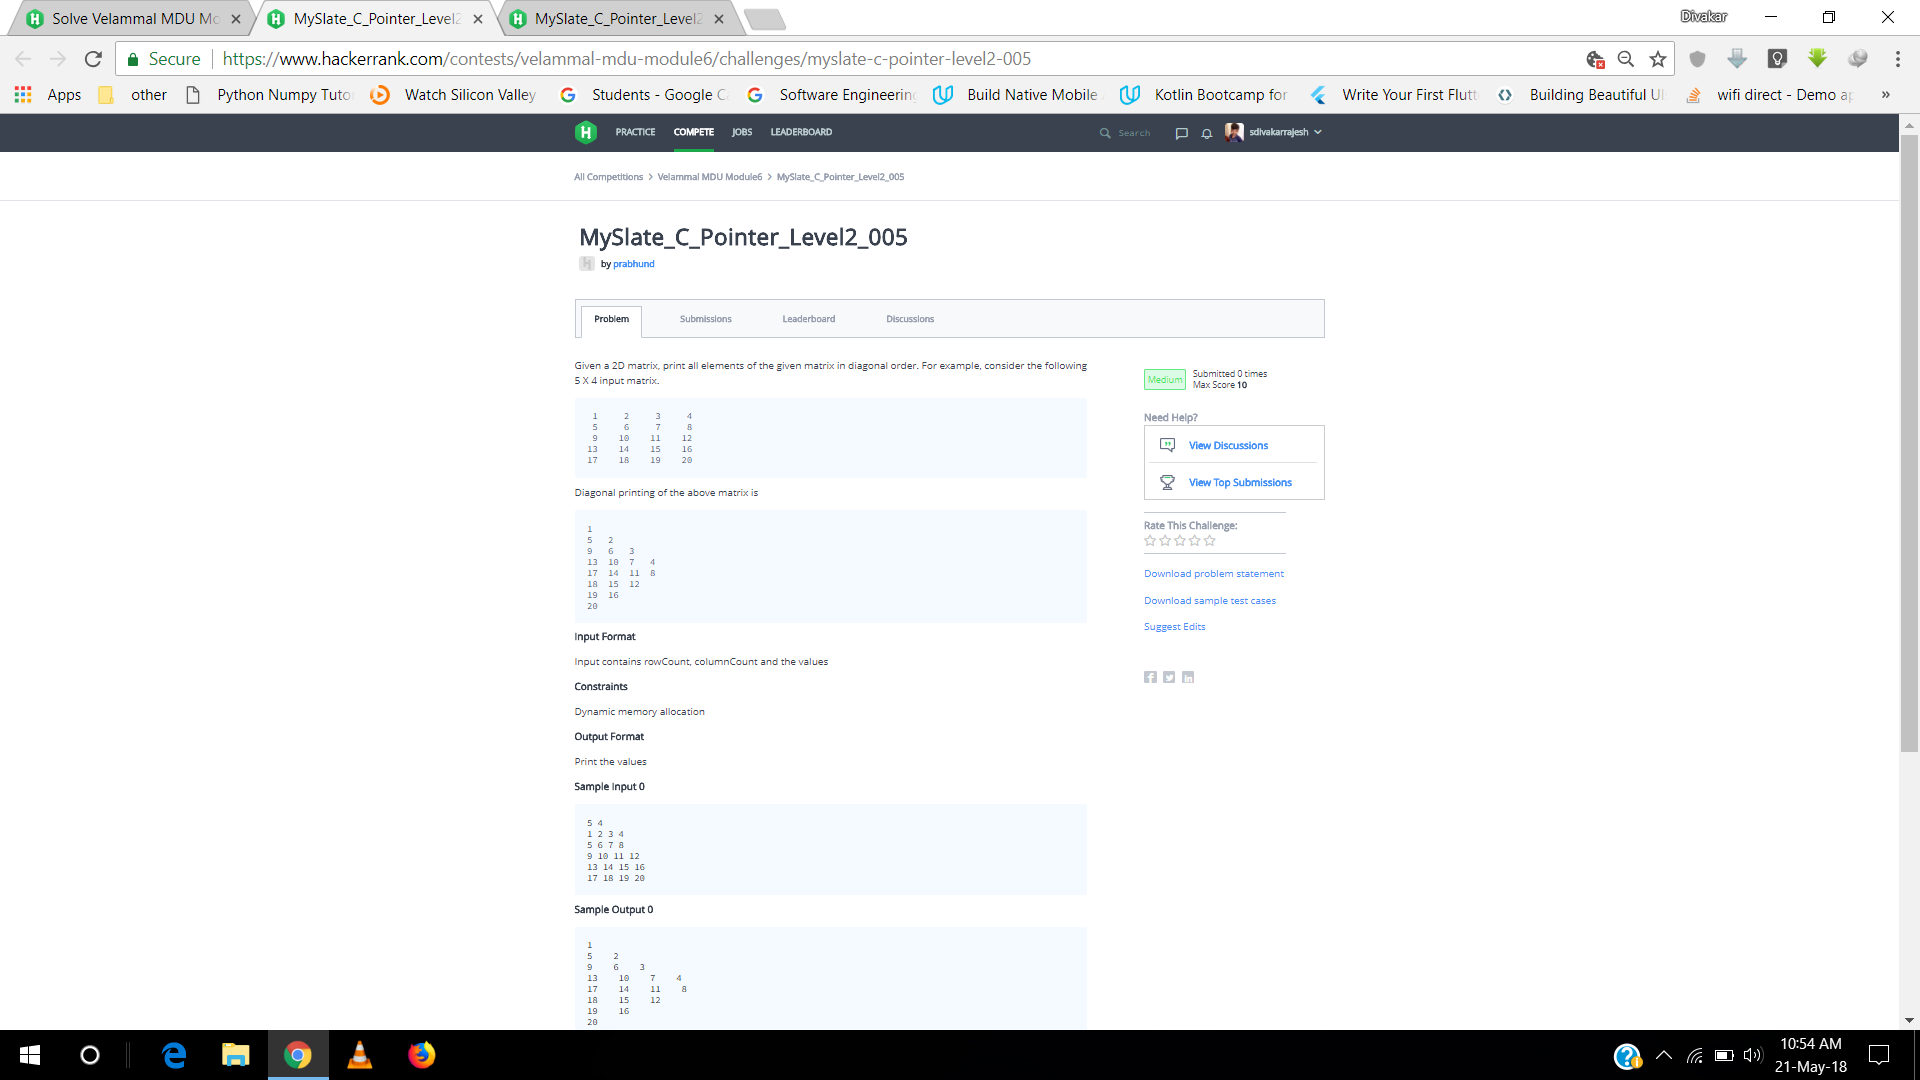 Solve Velammal MDU Mo
MySlate_C_Pointer_Level2
MySlate_C_Pointer_Level2
Divakar
Secure
https://www.hackerrank.com/contests/velammal-mdu-module6/challenges/myslate-c-pointer-level2-005
Apps other Python Numpy Tuto Watch Silicon Valley Students - Google C Software Engineering Build Native Mobile Kotlin Bootcamp for Write Your First Flutt Building Beautiful UI wifi direct - Demo ap »
H PRACTICE COMPETE JOBS LEADERBOARD Search sdivakarrajesh
All Competitions > Velammal MDU Module6 > MySlate_C_Pointer_Level2_005
MySlate_C_Pointer_Level2_005
by prabhund
Problem Submissions Leaderboard Discussions
Given a 2D matrix, print all elements of the given matrix in diagonal order. For example, consider the following
5 X 4 input matrix.
1 2 3 4
5 6 7 8
9 10 11 12
13 14 15 16
17 18 19 20
Diagonal printing of the above matrix is
1
5 2
9 6 3
13 10 7 4
17 14 11 8
18 15 12
19 16
20
Input Format
Input contains rowCount, columnCount and the values
Constraints
Dynamic memory allocation
Output Format
Print the values
Sample Input 0
5 4
1 2 3 4
5 6 7 8
9 10 11 12
13 14 15 16
17 18 19 20
Sample Output 0
1
5 2
9 6 3
13 10 7 4
17 14 11 8
18 15 12
19 16
20
Medium
Submitted 0 times
Max Score 10
Need Help?
View Discussions
View Top Submissions
Rate This Challenge:
Download problem statement
Download sample test cases
Suggest Edits
10:54 AM
21-May-18